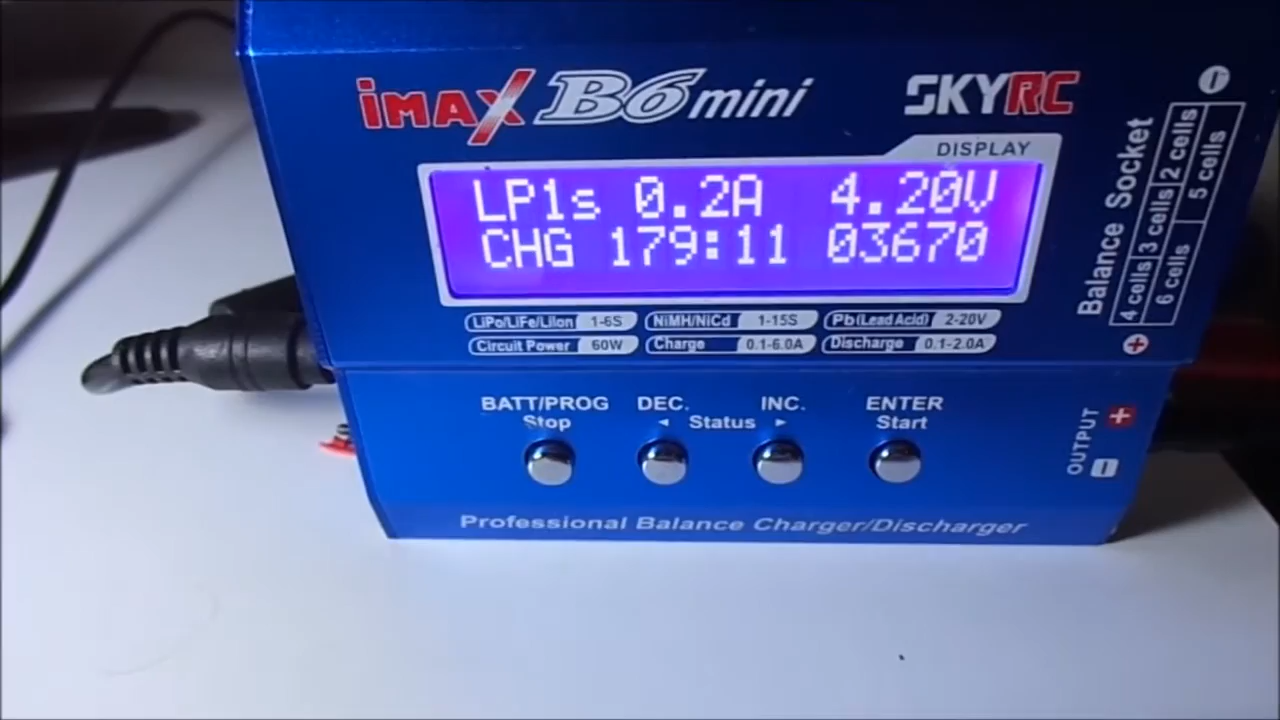 iMAX B6 mini SKYRC
DISPLAY
LP1s 0.2A 4.20V
CHG 179:11 03670
LiPo/LiFe/LiIon 1-6S NiMH/NiCd 1-15S Pb(Lead Acid) 2-20V
Circuit Power 60W Charge 0.1-6.0A Discharge 0.1-2.0A
BATT/PROG DEC. INC. ENTER
Stop ◄ Status ► Start
Professional Balance Charger/Discharger
Balance Socket
4 cells 3 cells 2 cells
6 cells 5 cells
OUTPUT